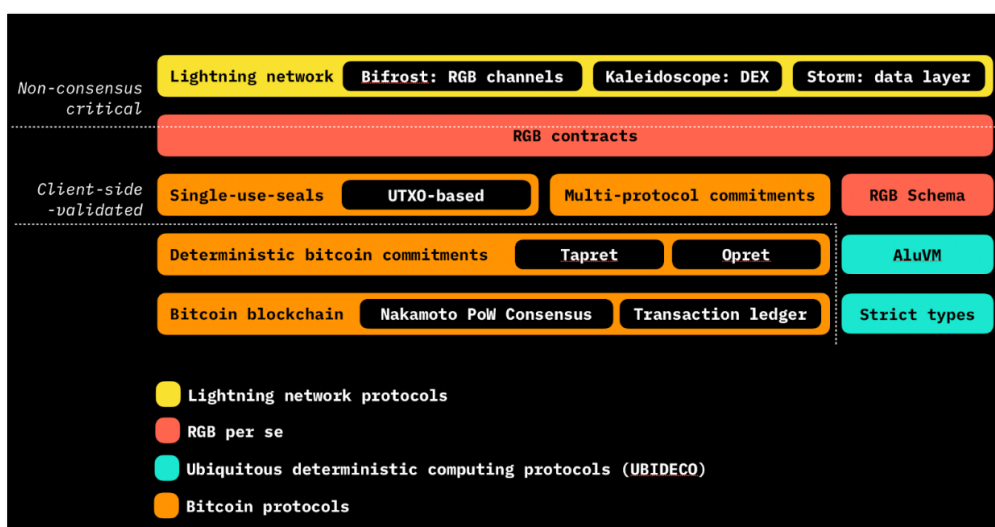 Lightning network Bifrost: RGB channels Kaleidoscope: DEX Storm: data layer
Non-consensus
critical
RGB contracts
Client-side
-validated
Single-use-seals UTXO-based Multi-protocol commitments RGB Schema
Deterministic bitcoin commitments Tapret Opret AluVM
Bitcoin blockchain Nakamoto PoW Consensus Transaction ledger Strict types
Lightning network protocols
RGB per se
Ubiquitous deterministic computing protocols (UBIDECO)
Bitcoin protocols